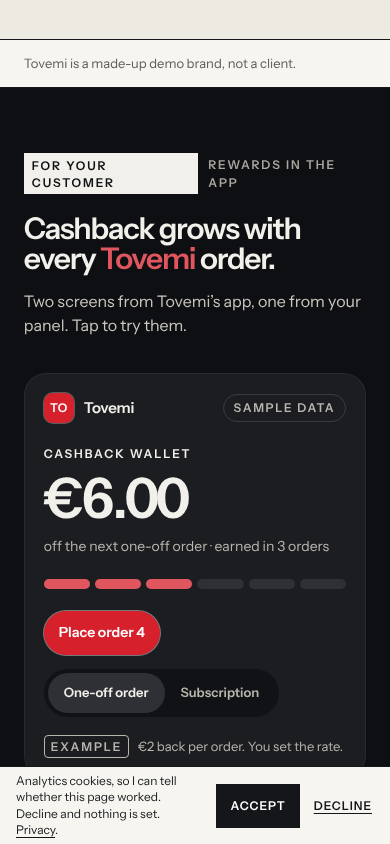 Tovemi is a made-up demo brand, not a client.
FOR YOUR
CUSTOMER
REWARDS IN THE
APP
Cashback grows with
every Tovemi order.
Two screens from Tovemi’s app, one from your
panel. Tap to try them.
TO
Tovemi
SAMPLE DATA
CASHBACK WALLET
€6.00
off the next one-off order · earned in 3 orders
Place order 4
One-off order
Subscription
EXAMPLE
€2 back per order. You set the rate.
Analytics cookies, so I can tell
whether this page worked.
Decline and nothing is set.
Privacy.
ACCEPT
DECLINE